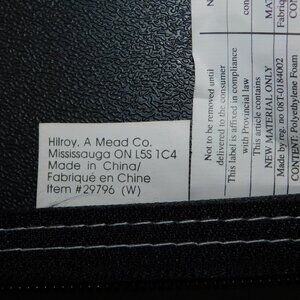 Hilroy, A Mead Co.
Mississauga ON L5S 1C4
Made in China/
Fabriqué en Chine
Item #29796 (W)
Not to be removed until
delivered to the consumer
This label is affixed in compliance
with Provincial law
This article contains
NEW MATERIAL ONLY
Made by reg no 08T-0184002
CONTENT: Polyethylene Foam